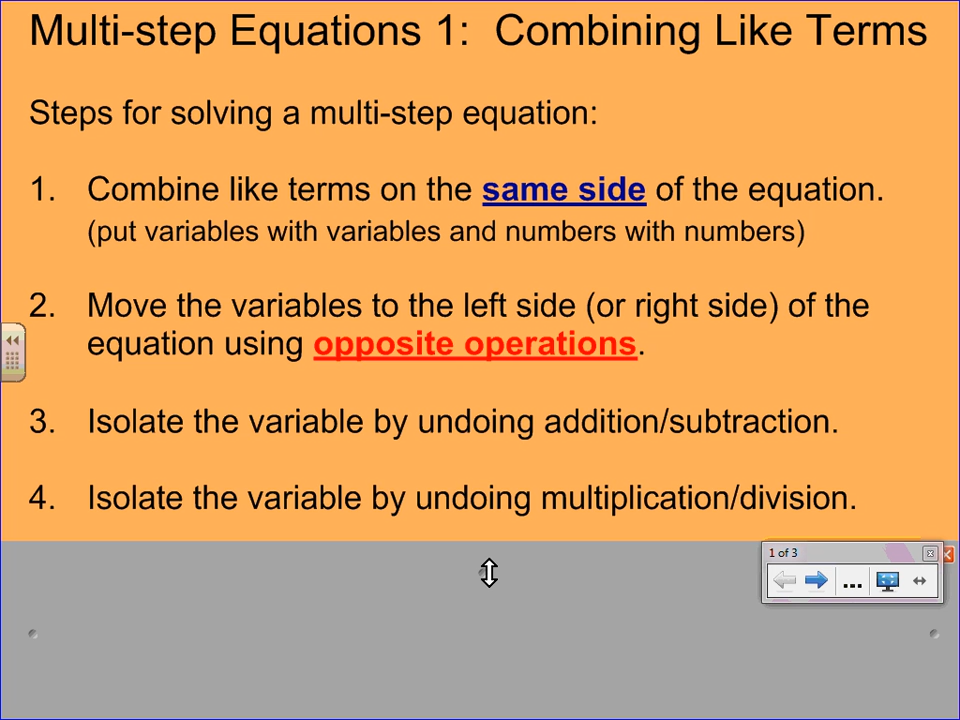 Multi-step Equations 1: Combining Like Terms
Steps for solving a multi-step equation:
1. Combine like terms on the same side of the equation.
(put variables with variables and numbers with numbers)
2. Move the variables to the left side (or right side) of the
equation using opposite operations.
3. Isolate the variable by undoing addition/subtraction.
4. Isolate the variable by undoing multiplication/division.
1 of 3
...